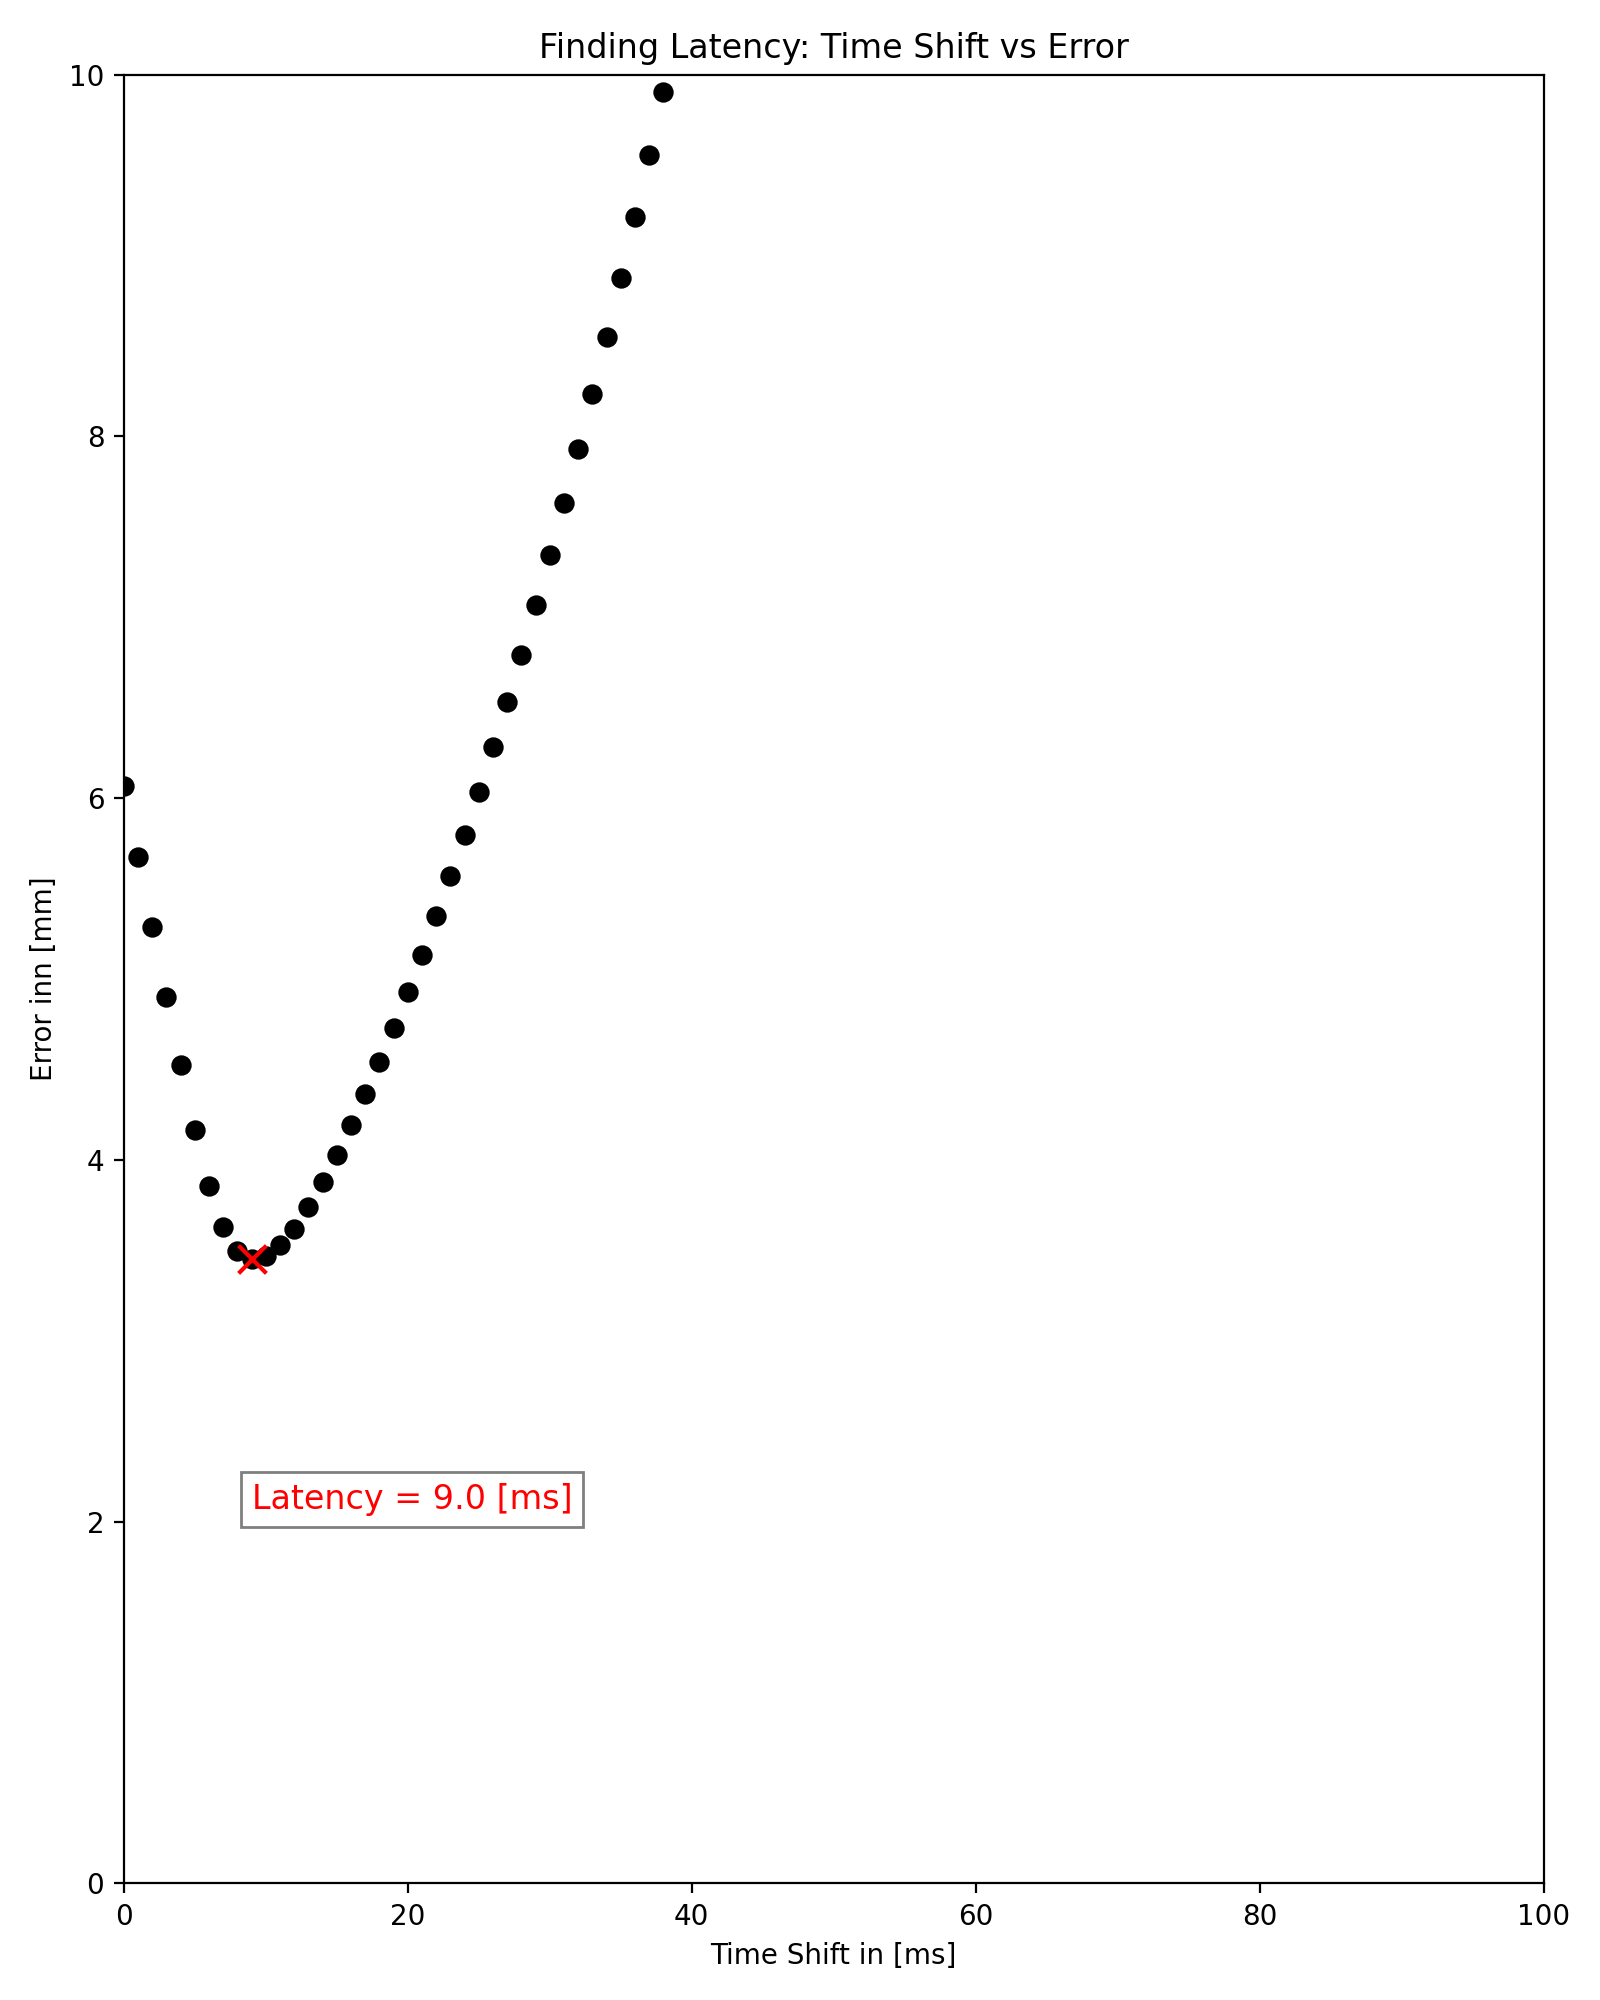 Finding Latency: Time Shift vs Error
10
8
6
4
2
0
Error inn [mm]
Latency = 9.0 [ms]
0 20 40 60 80 100
Time Shift in [ms]